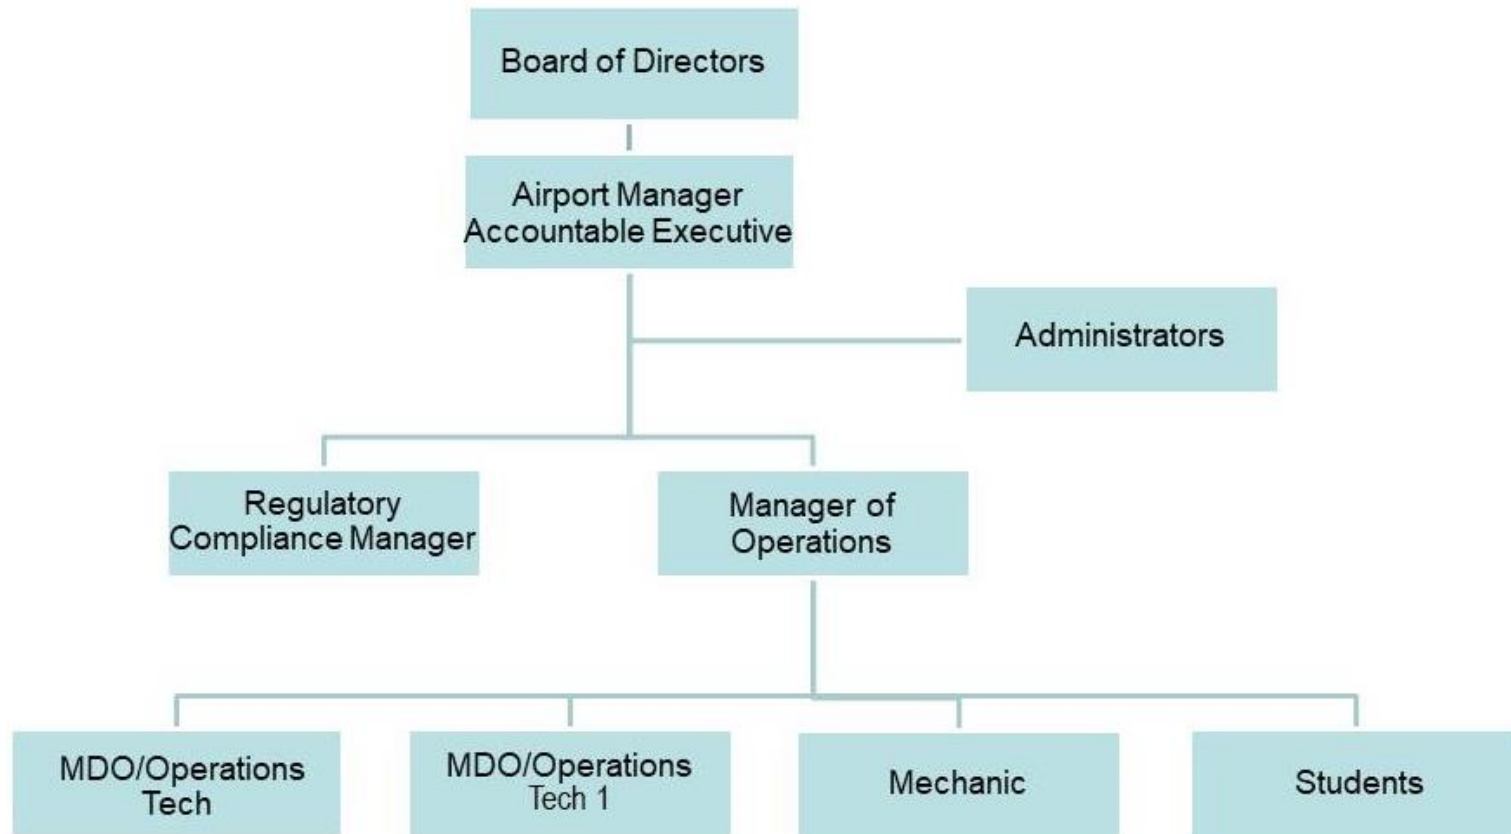 Board of Directors
Airport Manager
Accountable Executive
Administrators
Regulatory
Compliance Manager
Manager of
Operations
MDO/Operations
Tech
MDO/Operations
Tech 1
Mechanic
Students